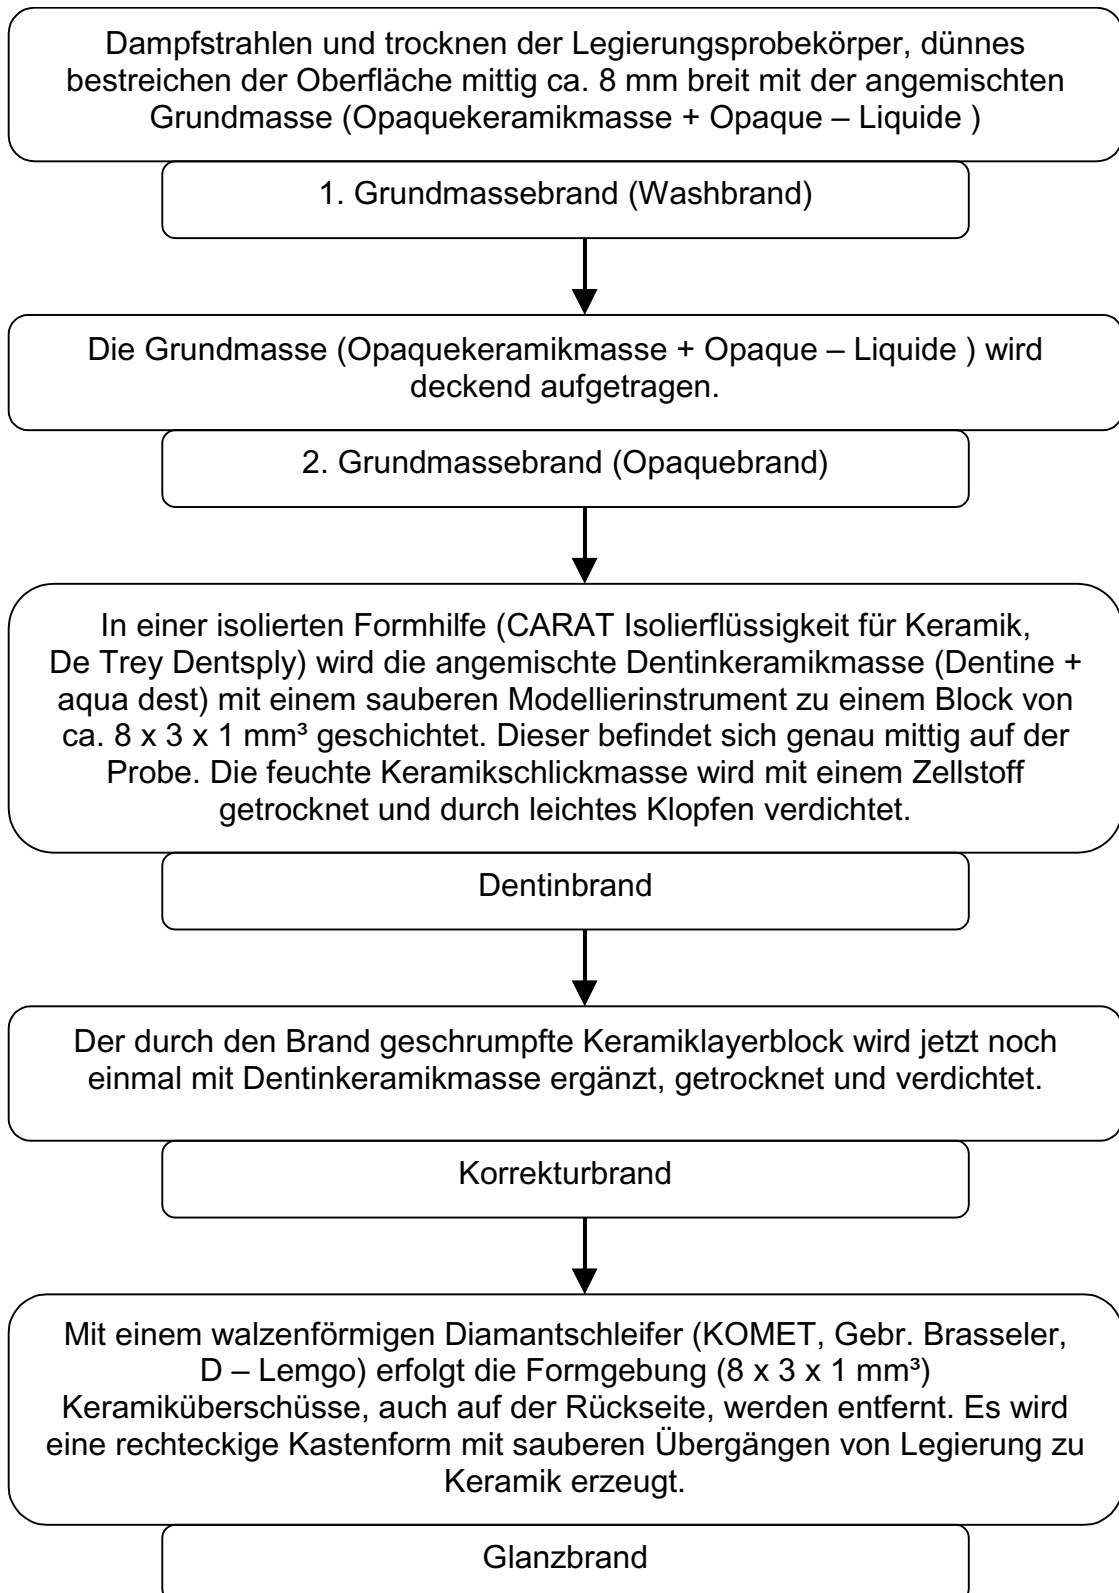 Dampfstrahlen und trocknen der Legierungsprobekörper, dünnes
bestreichen der Oberfläche mittig ca. 8 mm breit mit der angemischten
Grundmasse (Opaquekeramikmasse + Opaque – Liquide )
1. Grundmassebrand (Washbrand)
Die Grundmasse (Opaquekeramikmasse + Opaque – Liquide ) wird
deckend aufgetragen.
2. Grundmassebrand (Opaquebrand)
In einer isolierten Formhilfe (CARAT Isolierflüssigkeit für Keramik,
De Trey Dentsply) wird die angemischte Dentinkeramikmasse (Dentine +
aqua dest) mit einem sauberen Modellierinstrument zu einem Block von
ca. 8 x 3 x 1 mm³ geschichtet. Dieser befindet sich genau mittig auf der
Probe. Die feuchte Keramikschlickmasse wird mit einem Zellstoff
getrocknet und durch leichtes Klopfen verdichtet.
Dentinbrand
Der durch den Brand geschrumpfte Keramiklayerblock wird jetzt noch
einmal mit Dentinkeramikmasse ergänzt, getrocknet und verdichtet.
Korrekturbrand
Mit einem walzenförmigen Diamantschleifer (KOMET, Gebr. Brasseler,
D – Lemgo) erfolgt die Formgebung (8 x 3 x 1 mm³)
Keramiküberschüsse, auch auf der Rückseite, werden entfernt. Es wird
eine rechteckige Kastenform mit sauberen Übergängen von Legierung zu
Keramik erzeugt.
Glanzbrand